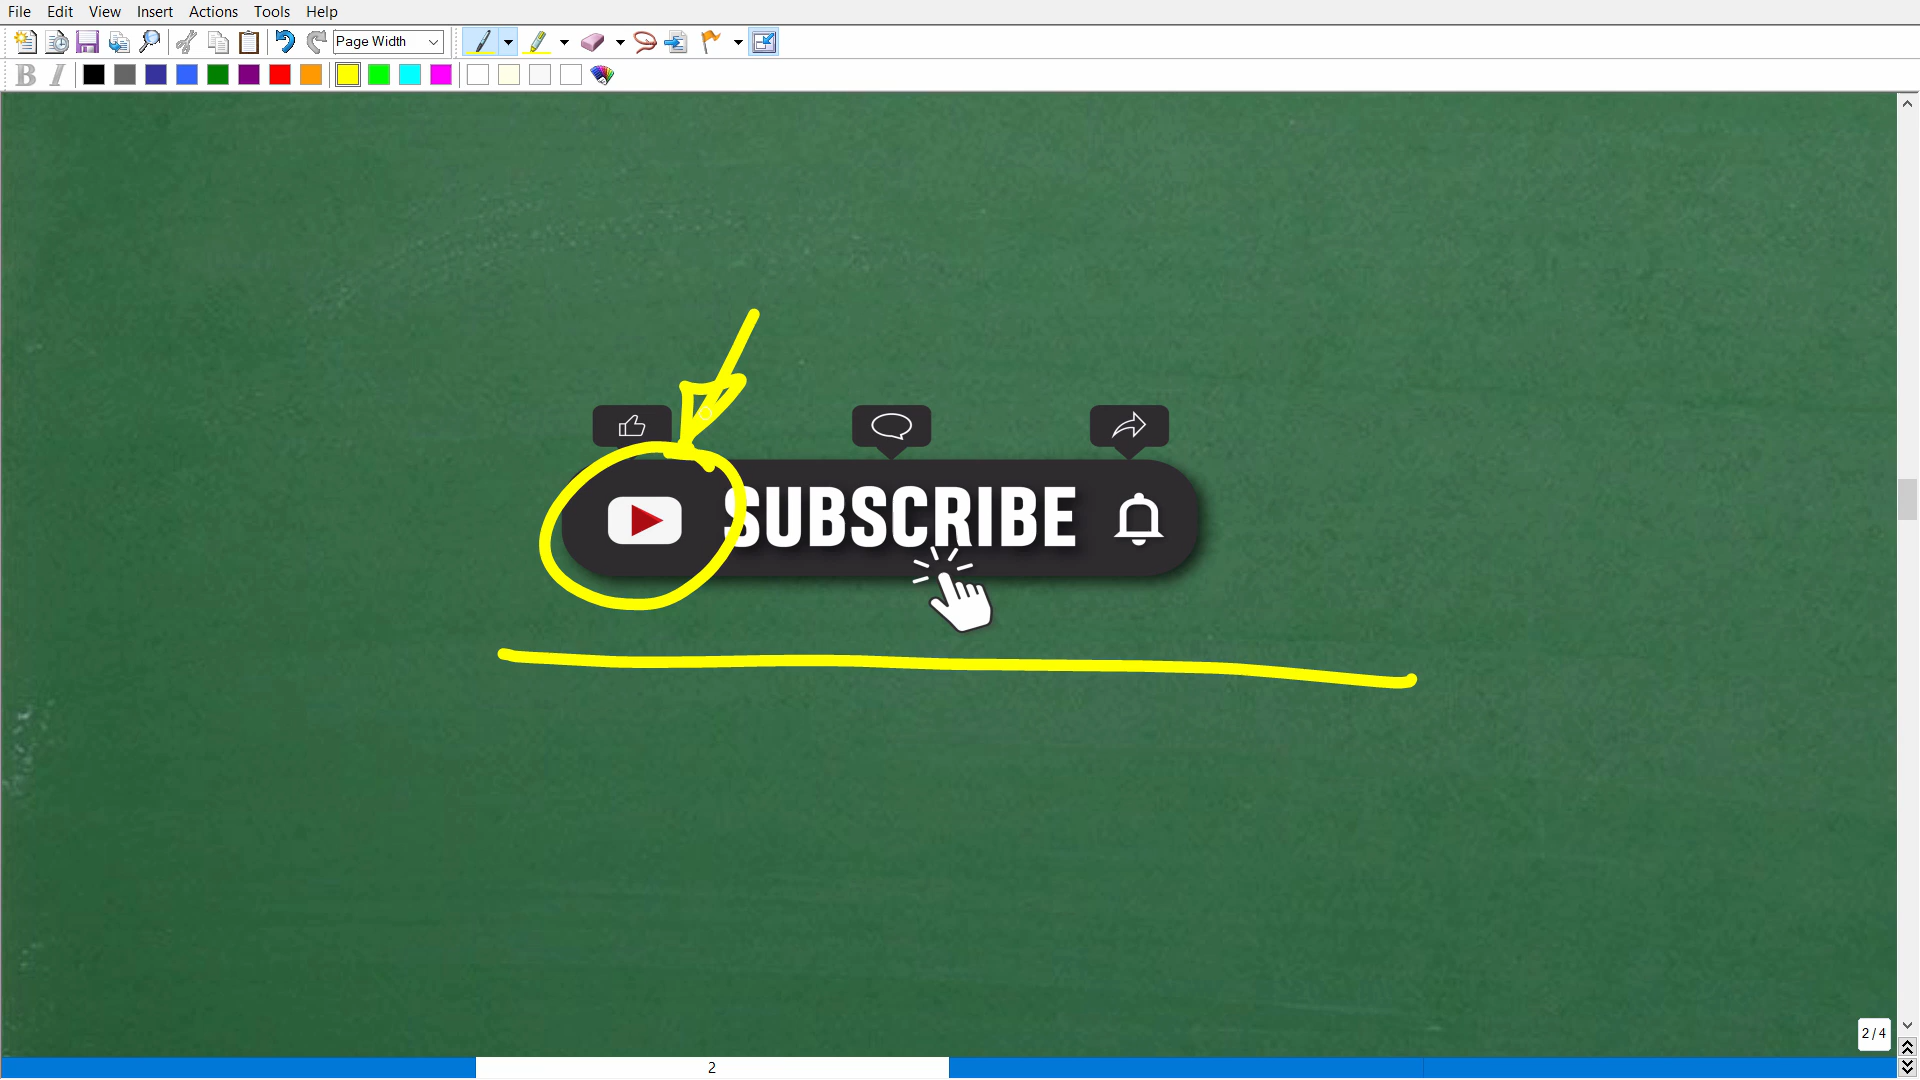 File Edit View Insert Actions Tools Help
Page Width
B I
SUBSCRIBE
2 / 4
2